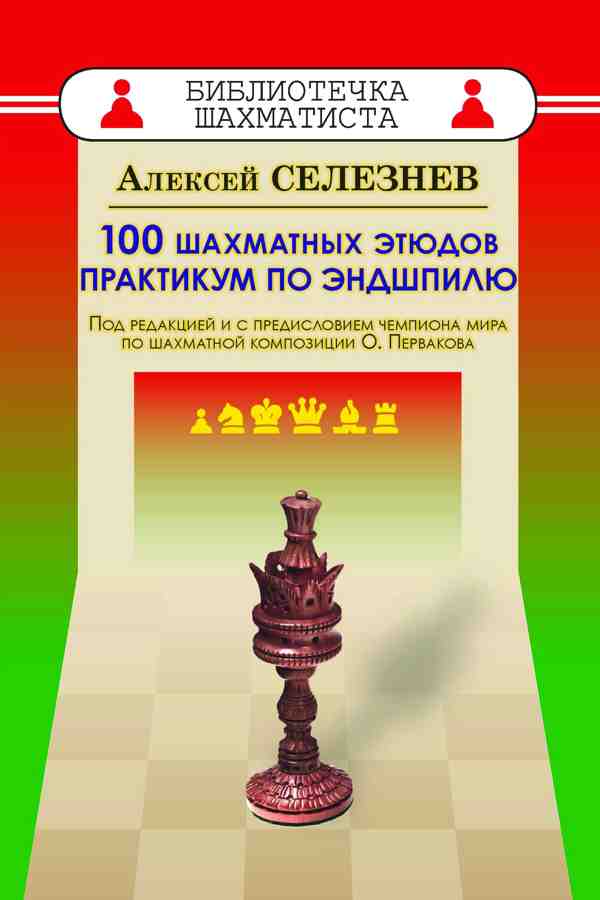 БИБЛИОТЕЧКА
ШАХМАТИСТА
Алексей СЕЛЕЗНЕВ
100 ШАХМАТНЫХ ЭТЮДОВ
ПРАКТИКУМ ПО ЭНДШПИЛЮ
Под редакцией и с предисловием чемпиона мира
по шахматной композиции О. Первакова